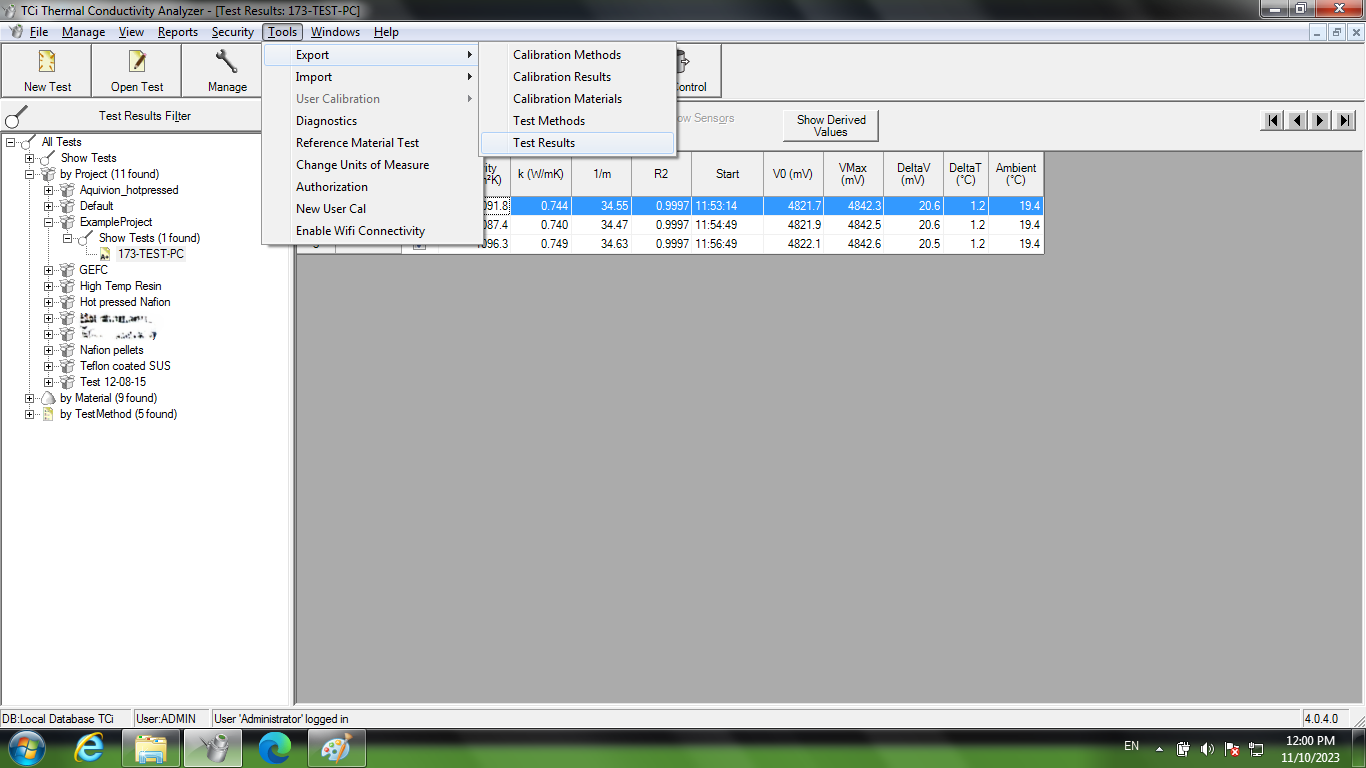 TCi Thermal Conductivity Analyzer - [Test Results: 173-TEST-PC]
File Manage View Reports Security Tools Windows Help
New Test Open Test Manage ontrol
Export
Import
User Calibration
Diagnostics
Reference Material Test
Change Units of Measure
Authorization
New User Cal
Enable Wifi Connectivity
Calibration Methods
Calibration Results
Calibration Materials
Test Methods
Test Results
Test Results Filter
ow Sensors
Show Derived
Values
All Tests
Show Tests
by Project (11 found)
Aquivion_hotpressed
Default
ExampleProject
Show Tests (1 found)
173-TEST-PC
GEFC
High Temp Resin
Hot pressed Nafion
Nafion pellets
Teflon coated SUS
Test 12-08-15
by Material (9 found)
by TestMethod (5 found)
k (W/mK) 1/m R2 Start V0 (mV) VMax (mV) DeltaV (mV) DeltaT (°C) Ambient (°C)
091.8 0.744 34.55 0.9997 11:53:14 4821.7 4842.3 20.6 1.2 19.4
087.4 0.740 34.47 0.9997 11:54:49 4821.9 4842.5 20.6 1.2 19.4
096.3 0.749 34.63 0.9997 11:56:49 4822.1 4842.6 20.5 1.2 19.4
DB:Local Database TCi User:ADMIN User 'Administrator' logged in 4.0.4.0
EN 12:00 PM
11/10/2023